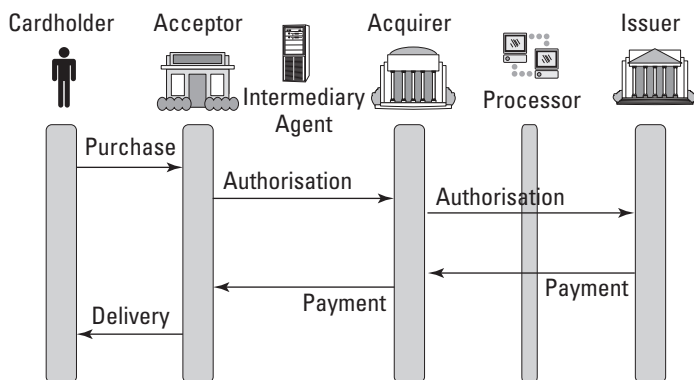 Cardholder
Acceptor
Acquirer
Issuer
Intermediary
Agent
Processor
Purchase
Authorisation
Authorisation
Payment
Payment
Delivery